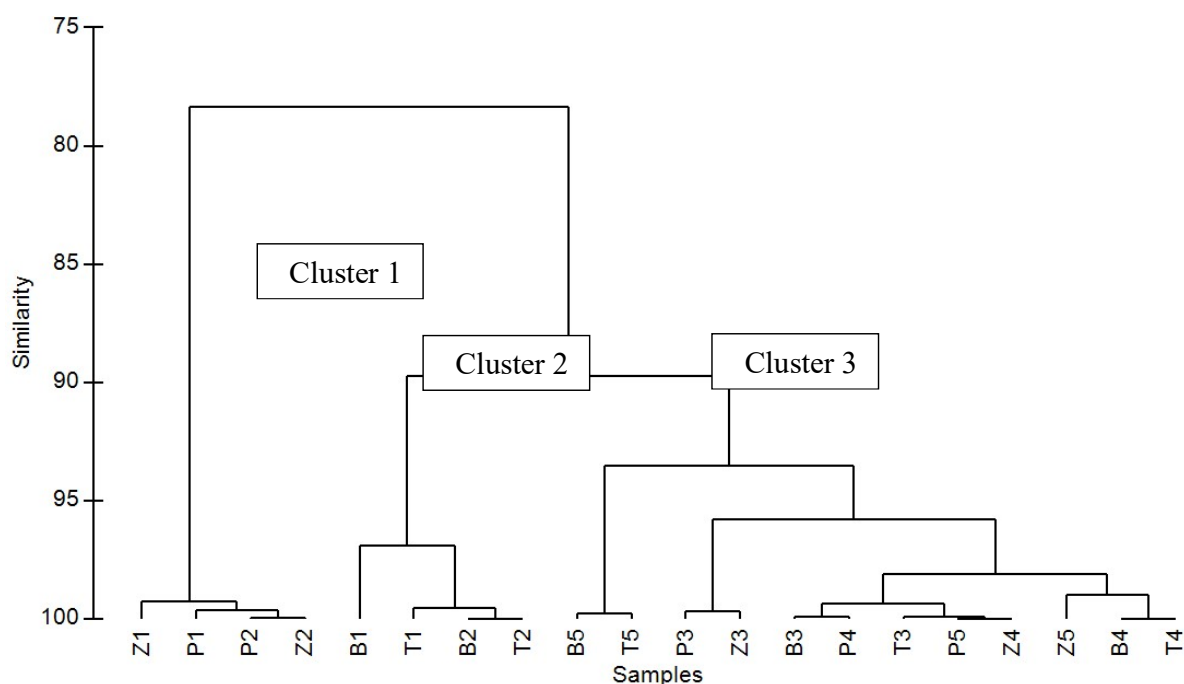 75
80
85
90
95
100
Similarity
Cluster 1
Cluster 2
Cluster 3
Z1
P1
P2
Z2
B1
T1
B2
T2
B5
T5
P3
Z3
B3
P4
T3
P5
Z4
Z5
B4
T4
Samples